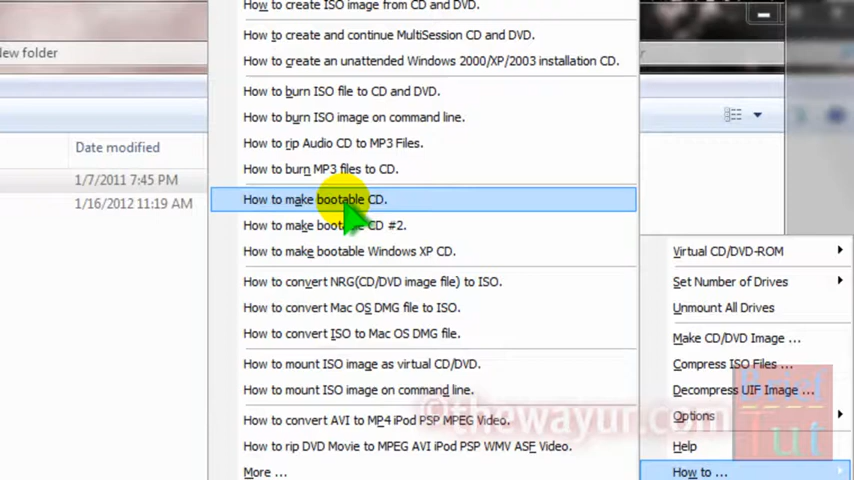 How to create ISO image from CD and DVD.
New folder
How to create and continue MultiSession CD and DVD.
How to create an unattended Windows 2000/XP/2003 installation CD.
How to burn ISO file to CD and DVD.
How to burn ISO image on command line.
Date modified
How to rip Audio CD to MP3 Files.
How to burn MP3 files to CD.
1/7/2011 7:45 PM
How to make bootable CD.
1/16/2012 11:19 AM
How to make bootable CD #2.
How to make bootable Windows XP CD.
Virtual CD/DVD-ROM
How to convert NRG(CD/DVD image file) to ISO.
Set Number of Drives
How to convert Mac OS DMG file to ISO.
Unmount All Drives
How to convert ISO to Mac OS DMG file.
Make CD/DVD Image ...
How to mount ISO image as virtual CD/DVD.
Compress ISO Files ...
How to mount ISO image on command line.
Decompress UIF Image ...
Brief
©thewayur.com
How to convert AVI to MP4 iPod PSP MPEG Video.
Options
Tut
How to rip DVD Movie to MPEG AVI iPod PSP WMV ASF Video.
Help
More ...
How to ...